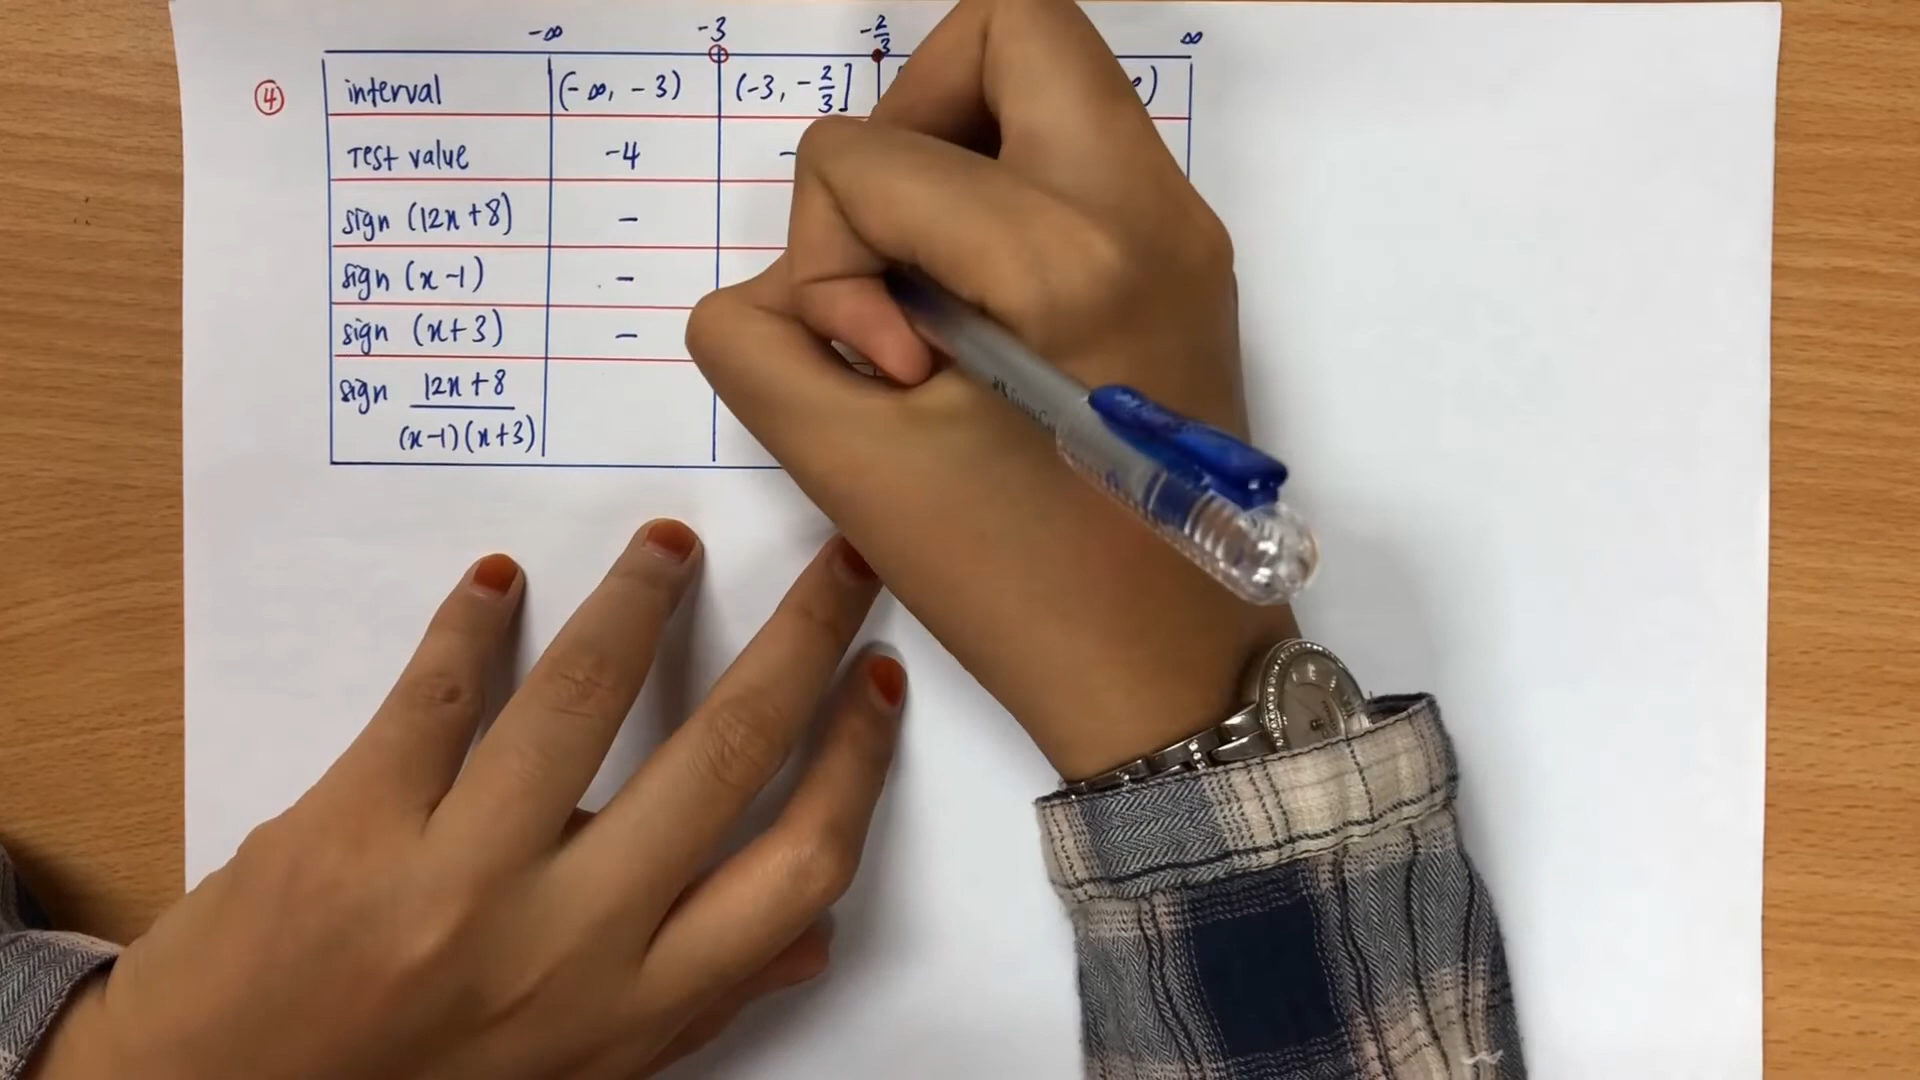 -∞ -3 -2/3 ∞
④ interval (-∞, -3) (-3, -2/3] )
Test value -4 -
sign (12x+8) -
sign (x-1) -
sign (x+3) -
sign 12x+8
(x-1)(x+3)